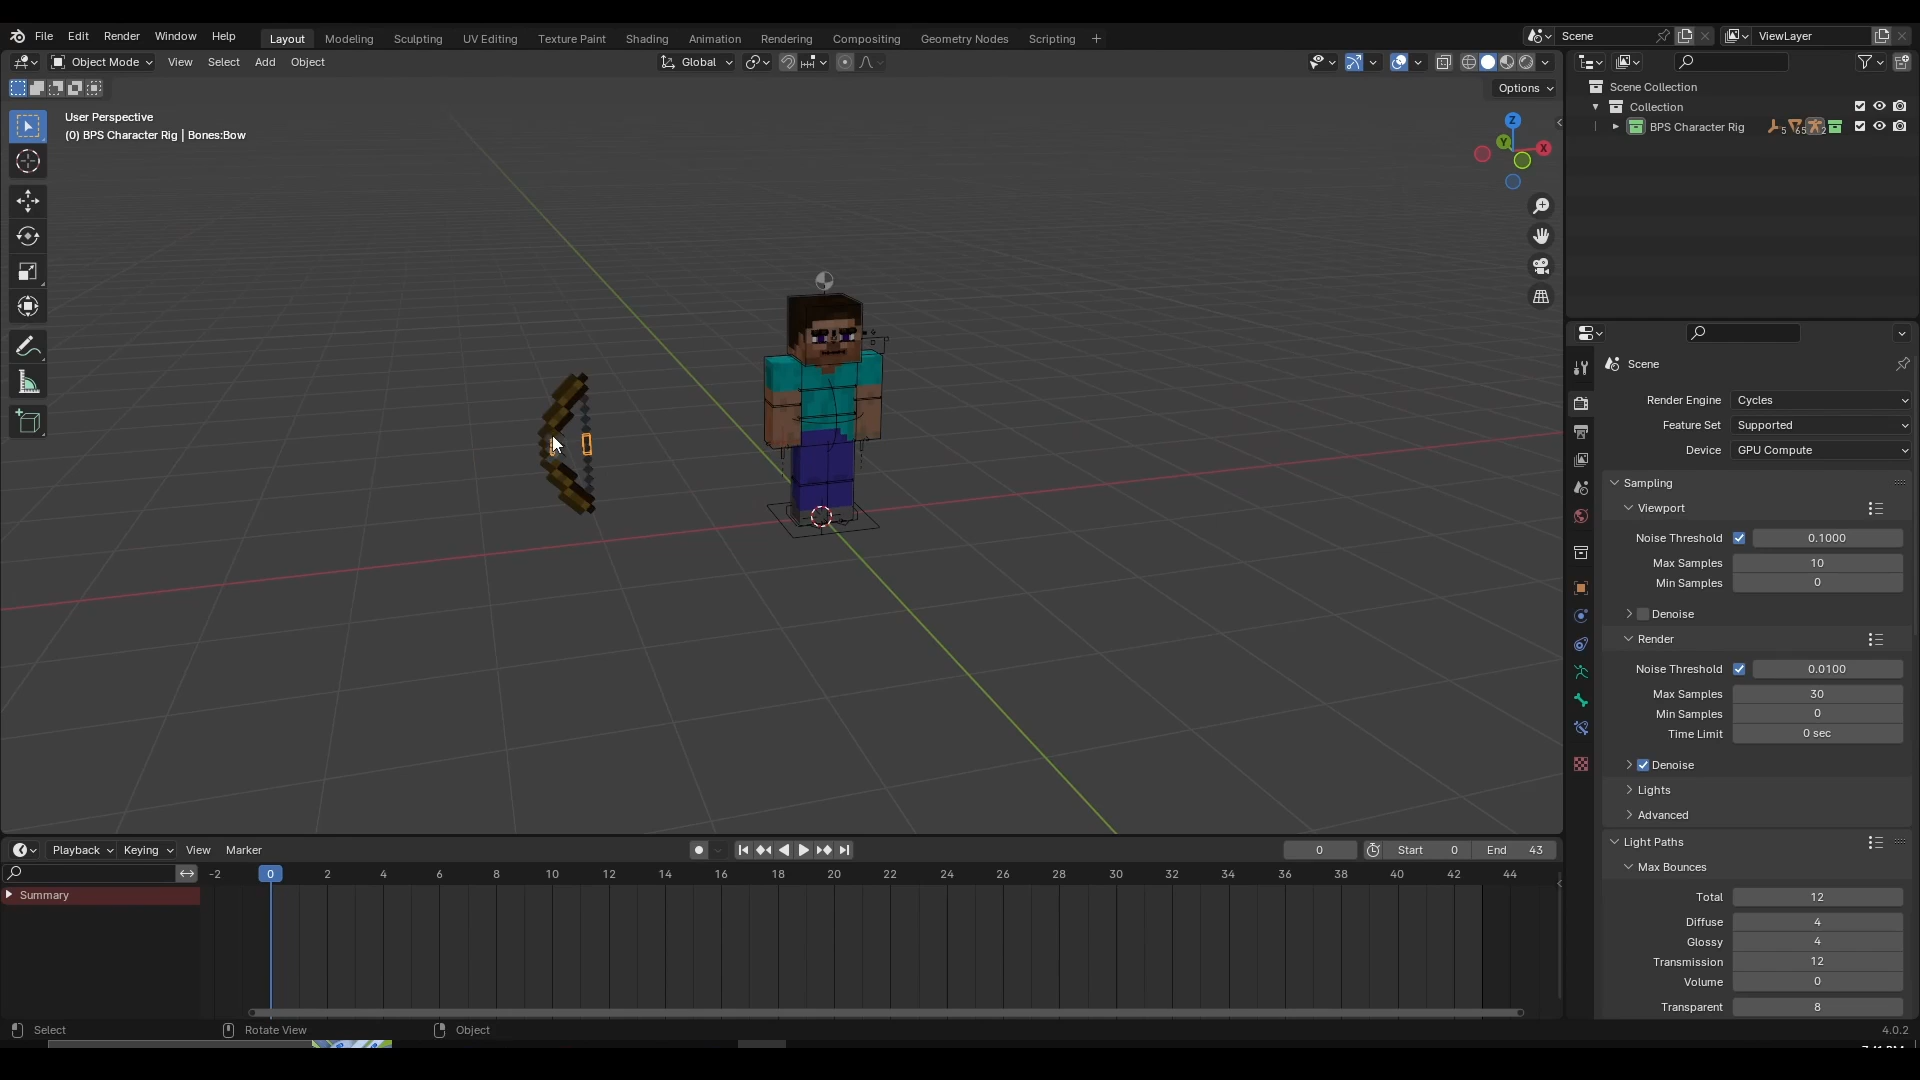 File Edit Render Window Help Layout Modeling Sculpting UV Editing Texture Paint Shading Animation Rendering Compositing Geometry Nodes Scripting + Scene ViewLayer
Object Mode View Select Add Object Global
Options
User Perspective
(0) BPS Character Rig | Bones:Bow
Z
Y
X
Scene Collection
Collection
BPS Character Rig 5 65 2
Scene
Render Engine Cycles
Feature Set Supported
Device GPU Compute
Sampling
Viewport
Noise Threshold 0.1000
Max Samples 10
Min Samples 0
Denoise
Render
Noise Threshold 0.0100
Max Samples 30
Min Samples 0
Time Limit 0 sec
Denoise
Lights
Advanced
Light Paths
Max Bounces
Total 12
Diffuse 4
Glossy 4
Transmission 12
Volume 0
Transparent 8
Playback Keying View Marker 0 Start 0 End 43
-2 0 2 4 6 8 10 12 14 16 18 20 22 24 26 28 30 32 34 36 38 40 42 44
Summary
Select Rotate View Object 4.0.2